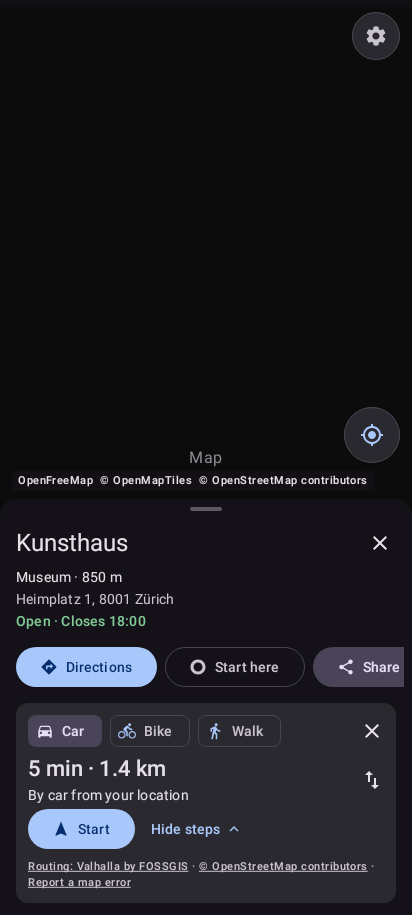 Map
OpenFreeMap © OpenMapTiles © OpenStreetMap contributors
Kunsthaus
Museum · 850 m
Heimplatz 1, 8001 Zürich
Open · Closes 18:00
Directions
Start here
Share
Car
Bike
Walk
5 min · 1.4 km
By car from your location
Start
Hide steps
Routing: Valhalla by FOSSGIS · © OpenStreetMap contributors ·
Report a map error